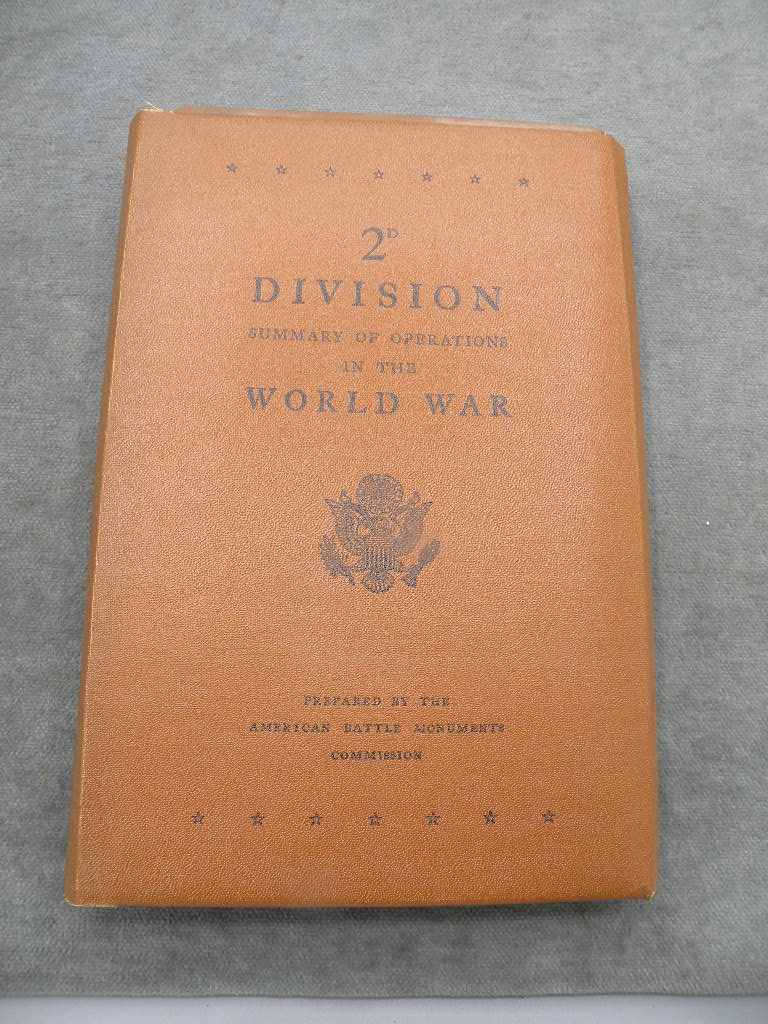 2D
DIVISION
SUMMARY OF OPERATIONS
IN THE
WORLD WAR
PREPARED BY THE
AMERICAN BATTLE MONUMENTS
COMMISSION